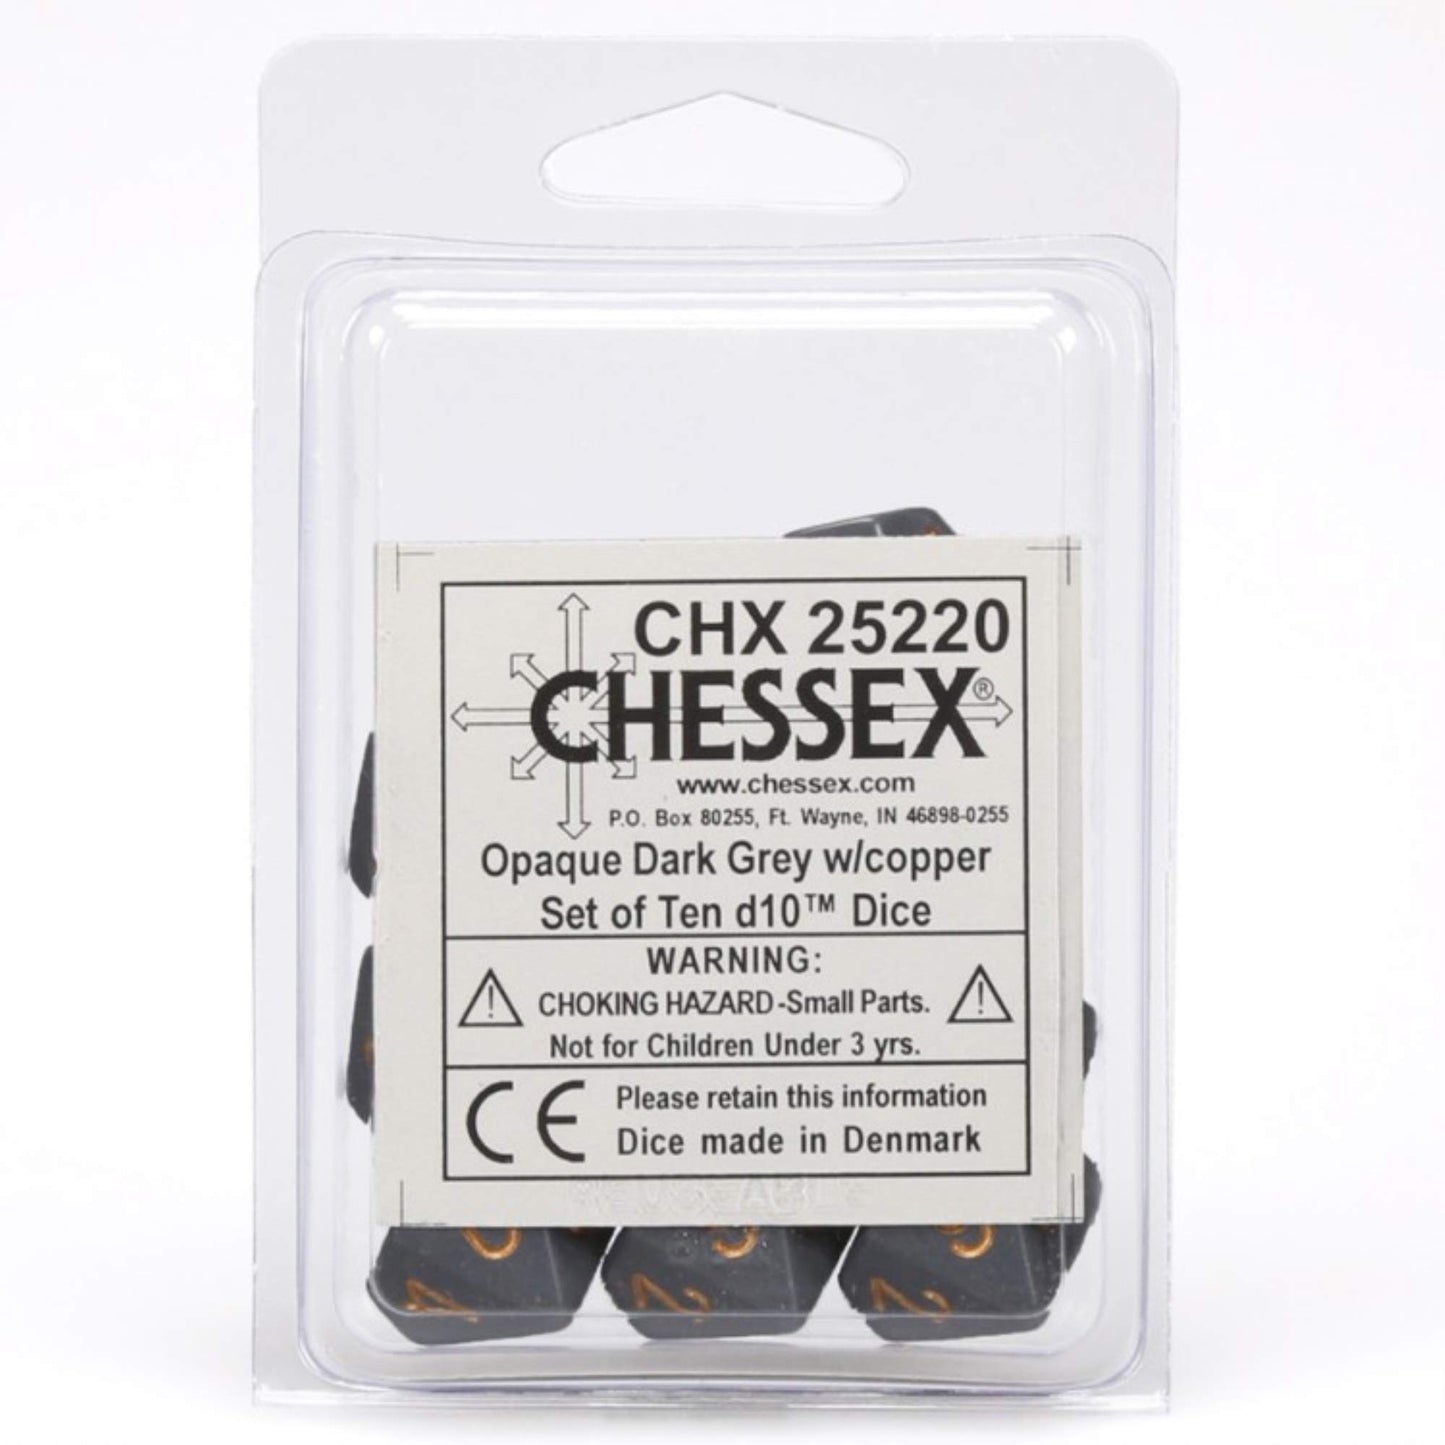 CHX 25220
CHESSEX®
www.chessex.com
P.O. Box 80255, Ft. Wayne, IN 46898-0255
Opaque Dark Grey w/copper
Set of Ten d10™ Dice
WARNING:
CHOKING HAZARD-Small Parts.
Not for Children Under 3 yrs.
CE
Please retain this information
Dice made in Denmark
2
2